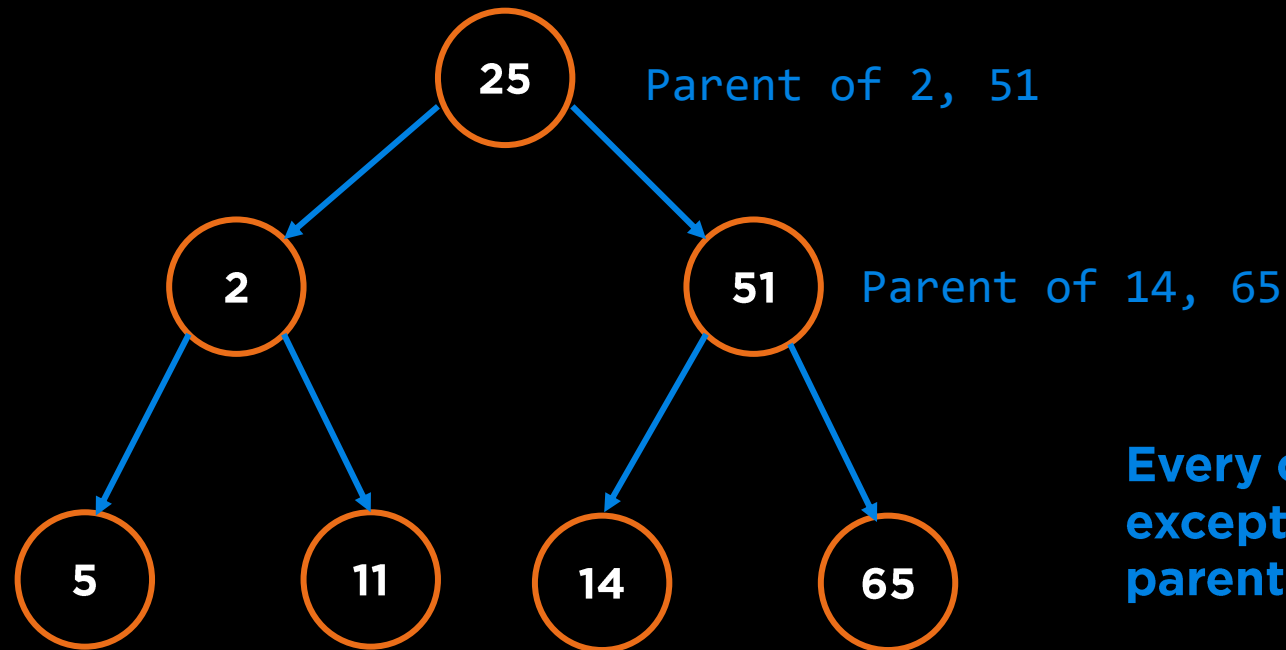 25
Parent of 2, 51
2
51
Parent of 14, 65
Every
except
parent
5
11
14
65